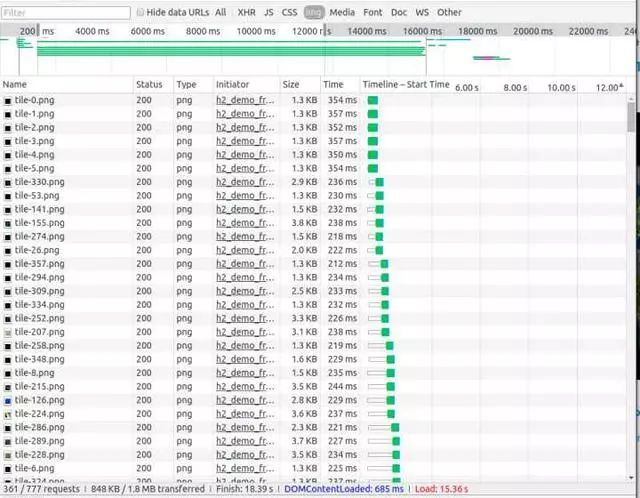 Filter Hide data URLs All XHR JS CSS Img Media Font Doc WS Other
2000 ms 4000 ms 6000 ms 8000 ms 10000 ms 12000 ms 14000 ms 16000 ms 18000 ms 20000 ms 22000 ms
Name Status Type Initiator Size Time Timeline – Start Time 6.00 s 8.00 s 10.00 s 12.00
tile-0.png 200 png h2_demo_fr... 1.3 KB 354 ms
tile-1.png 200 png h2_demo_fr... 1.3 KB 357 ms
tile-2.png 200 png h2_demo_fr... 1.3 KB 352 ms
tile-3.png 200 png h2_demo_fr... 1.3 KB 357 ms
tile-4.png 200 png h2_demo_fr... 1.3 KB 350 ms
tile-5.png 200 png h2_demo_fr... 1.3 KB 354 ms
tile-330.png 200 png h2_demo_fr... 2.9 KB 236 ms
tile-53.png 200 png h2_demo_fr... 1.3 KB 230 ms
tile-141.png 200 png h2_demo_fr... 1.5 KB 232 ms
tile-155.png 200 png h2_demo_fr... 3.8 KB 238 ms
tile-274.png 200 png h2_demo_fr... 1.5 KB 218 ms
tile-26.png 200 png h2_demo_fr... 2.0 KB 222 ms
tile-357.png 200 png h2_demo_fr... 1.3 KB 212 ms
tile-294.png 200 png h2_demo_fr... 1.3 KB 234 ms
tile-309.png 200 png h2_demo_fr... 2.5 KB 233 ms
tile-334.png 200 png h2_demo_fr... 1.3 KB 232 ms
tile-252.png 200 png h2_demo_fr... 3.3 KB 226 ms
tile-207.png 200 png h2_demo_fr... 3.1 KB 238 ms
tile-258.png 200 png h2_demo_fr... 1.3 KB 219 ms
tile-348.png 200 png h2_demo_fr... 1.6 KB 229 ms
tile-8.png 200 png h2_demo_fr... 1.5 KB 235 ms
tile-215.png 200 png h2_demo_fr... 3.5 KB 244 ms
tile-126.png 200 png h2_demo_fr... 2.8 KB 229 ms
tile-224.png 200 png h2_demo_fr... 3.6 KB 237 ms
tile-286.png 200 png h2_demo_fr... 2.3 KB 221 ms
tile-289.png 200 png h2_demo_fr... 3.7 KB 227 ms
tile-228.png 200 png h2_demo_fr... 3.5 KB 234 ms
tile-6.png 200 png h2_demo_fr... 1.3 KB 225 ms
tile-324.png 200 png h2_demo_fr... 1.3 KB 237 ms
361 / 777 requests | 848 KB / 1.8 MB transferred | Finish: 18.39 s | DOMContentLoaded: 685 ms | Load: 15.36 s